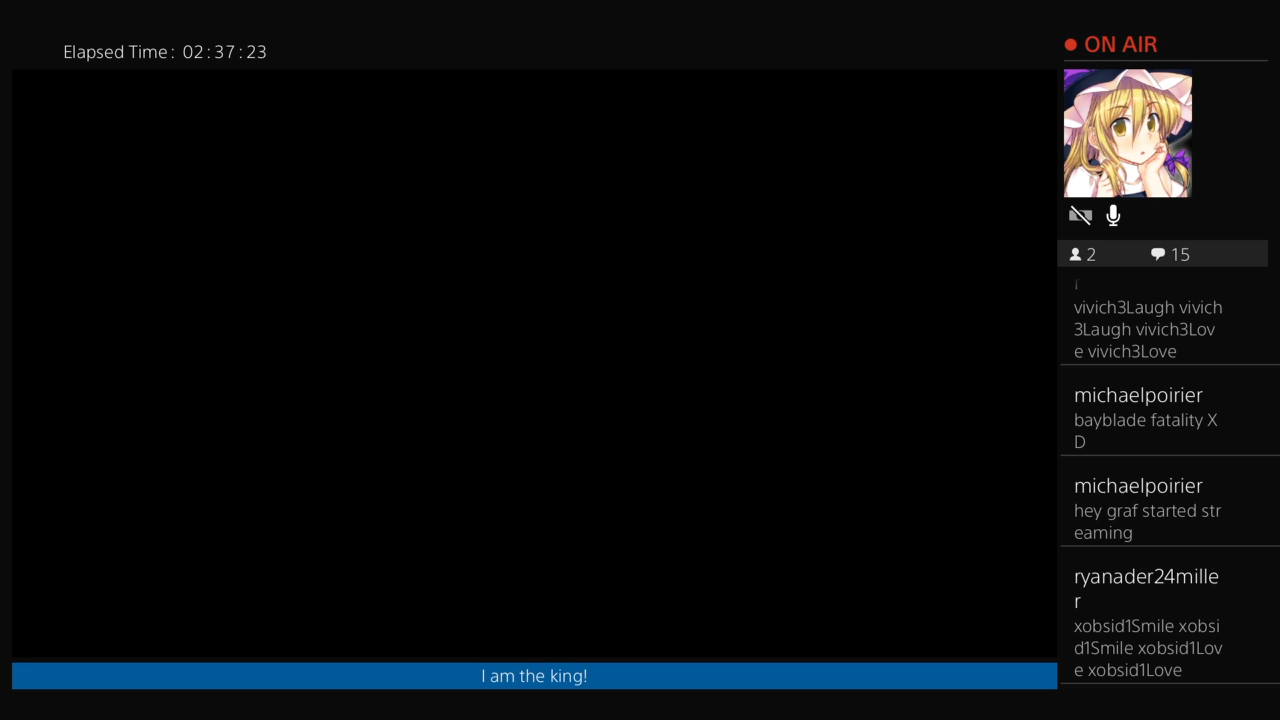 Elapsed Time: 02:37:23
ON AIR
2 15
vivich3Laugh vivich
3Laugh vivich3Lov
e vivich3Love
michaelpoirier
bayblade fatality X
D
michaelpoirier
hey graf started str
eaming
ryanader24mille
r
xobsid1Smile xobsi
d1Smile xobsid1Lov
e xobsid1Love
I am the king!